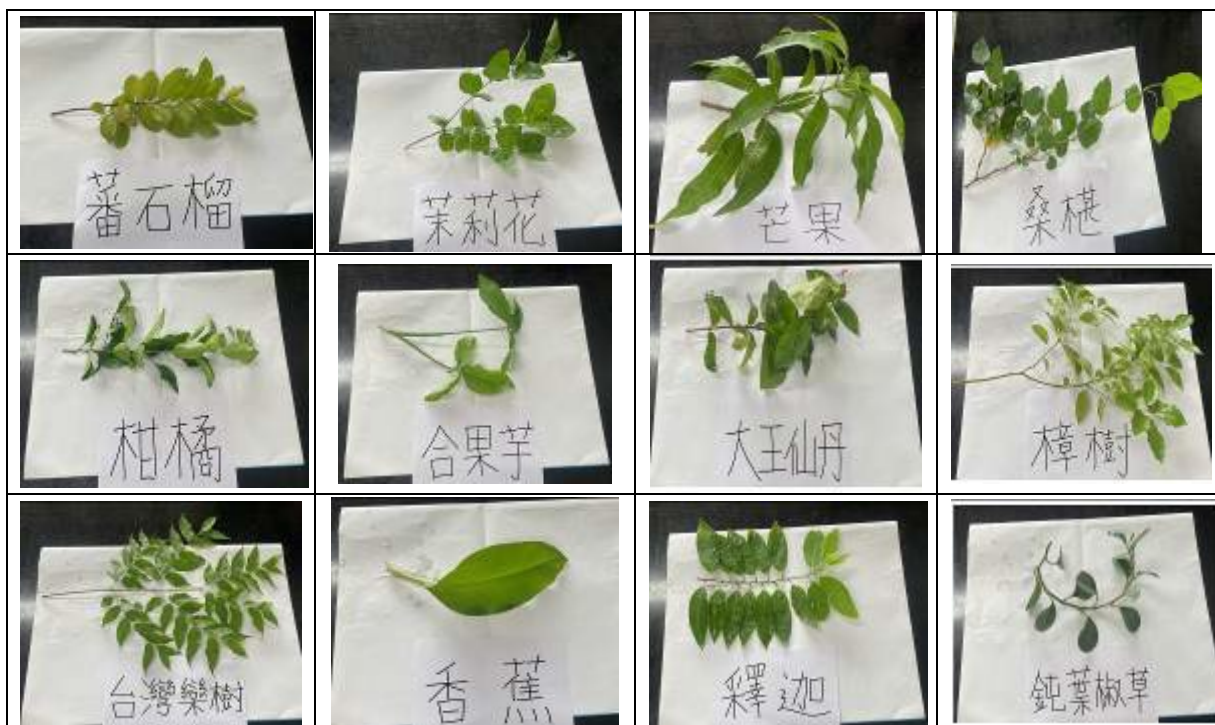 蕃石榴
茉莉花
芒果
桑椹
柑橘
合果芋
大王仙丹
樟樹
台灣欒樹
香蕉
釋迦
鈍葉椒草